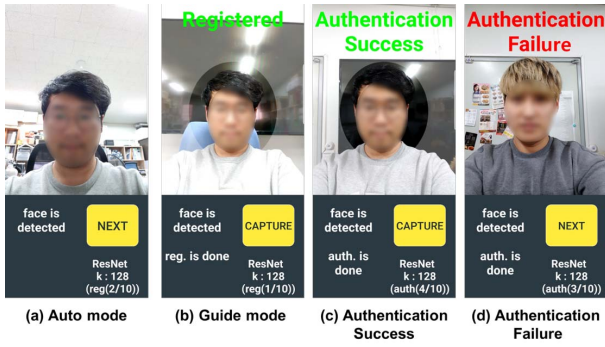 Registered
Authentication
Success
Authentication
Failure
face is
detected
NEXT
ResNet
k : 128
(reg(2/10))
face is
detected
CAPTURE
reg. is done
ResNet
k : 128
(reg(1/10))
face is
detected
CAPTURE
auth. is
done
ResNet
k : 128
(auth(4/10))
face is
detected
NEXT
auth. is
done
ResNet
k : 128
(auth(3/10))
(a) Auto mode
(b) Guide mode
(c) Authentication
Success
(d) Authentication
Failure